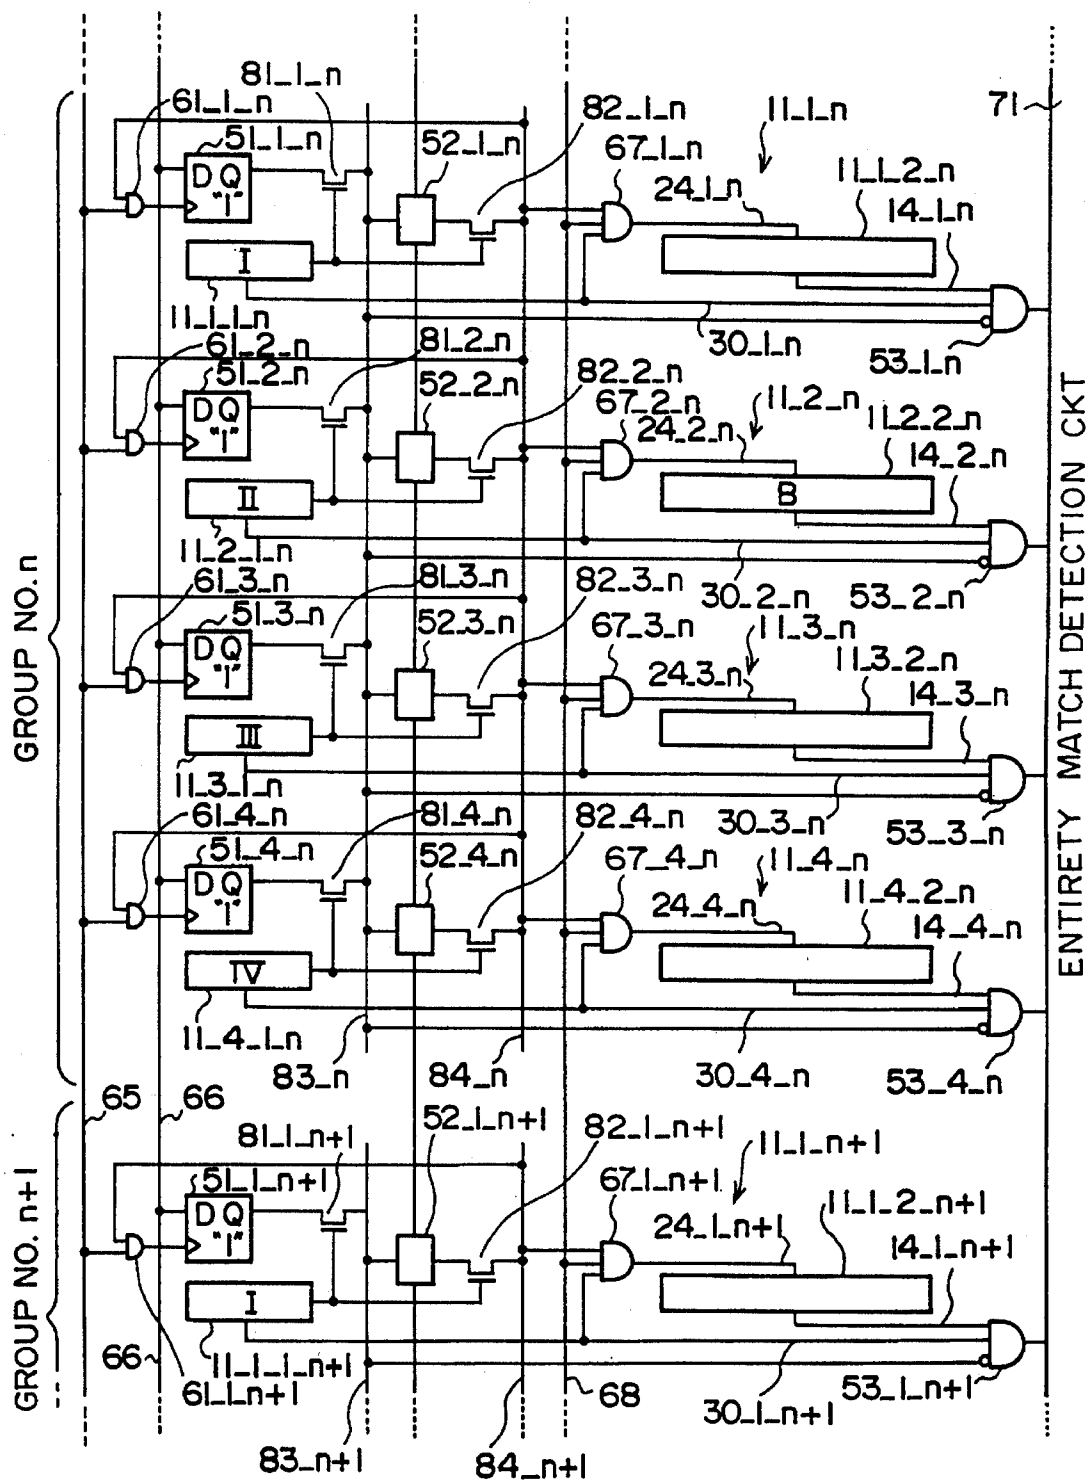 81_1_n
61_1_n
51_1_n
82_1_n
11_1_n
71
52_1_n
67_1_n
24_1_n
11_1_2_n
14_1_n
D Q
"1"
I
11_1_1_n
30_1_n
53_1_n
61_2_n
81_2_n
51_2_n
82_2_n
52_2_n
67_2_n
11_2_n
11_2_2_n
24_2_n
14_2_n
D Q
"1"
II
B
11_2_1_n
30_2_n
53_2_n
61_3_n
81_3_n
82_3_n
51_3_n
52_3_n
67_3_n
11_3_n
11_3_2_n
24_3_n
14_3_n
D Q
"1"
III
11_3_1_n
30_3_n
53_3_n
61_4_n
81_4_n
82_4_n
51_4_n
52_4_n
67_4_n
11_4_n
11_4_2_n
24_4_n
14_4_n
D Q
"1"
IV
11_4_1_n
83_n
84_n
30_4_n
53_4_n
GROUP NO. n
ENTIRETY MATCH DETECTION CKT
65
66
81_1_n+1
52_1_n+1
82_1_n+1
11_1_n+1
51_1_n+1
67_1_n+1
24_1_n+1
11_1_2_n+1
14_1_n+1
D Q
"1"
I
66
11_1_1_n+1
61_1_n+1
68
30_1_n+1
53_1_n+1
83_n+1
84_n+1
GROUP NO. n+1